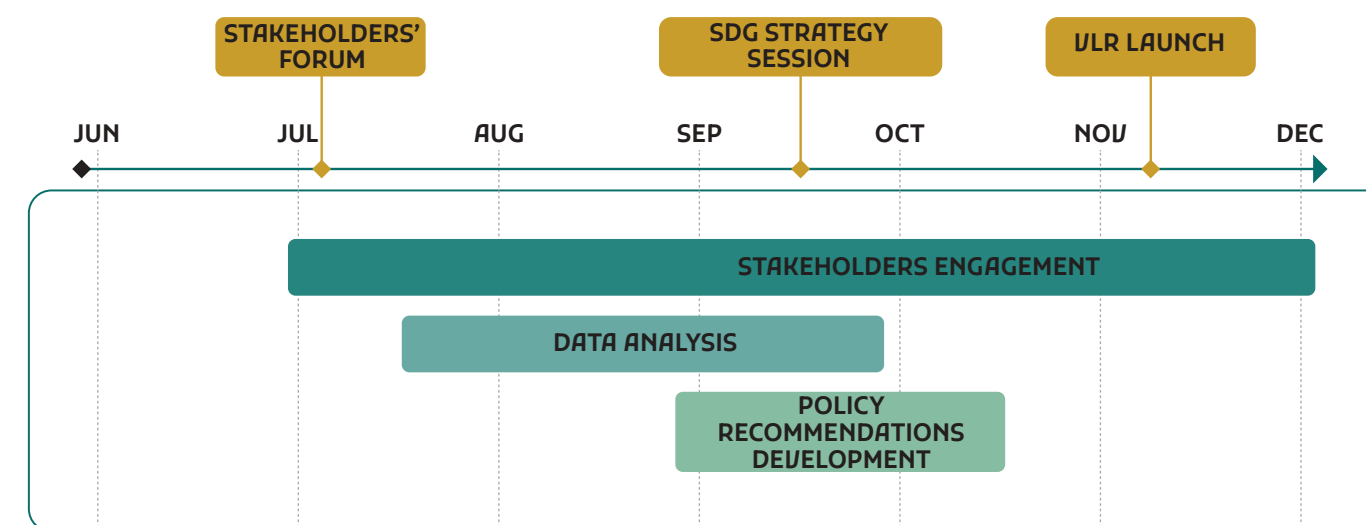 STAKEHOLDERS'
FORUM
SDG STRATEGY
SESSION
VLR LAUNCH
JUN
JUL
AUG
SEP
OCT
NOV
DEC
STAKEHOLDERS ENGAGEMENT
DATA ANALYSIS
POLICY
RECOMMENDATIONS
DEVELOPMENT